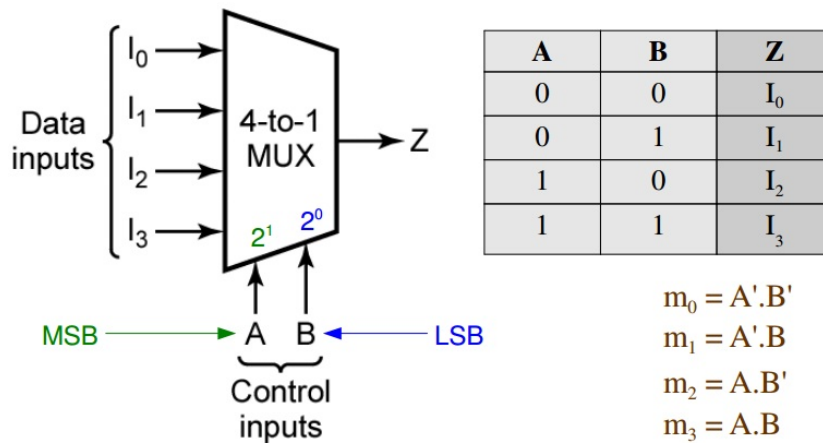 Data
inputs
I₀
I₁
I₂
I₃
4-to-1
MUX
2¹ 2⁰
Z
MSB A B LSB
Control
inputs
A B Z
0 0 I₀
0 1 I₁
1 0 I₂
1 1 I₃
m₀ = A'.B'
m₁ = A'.B
m₂ = A.B'
m₃ = A.B